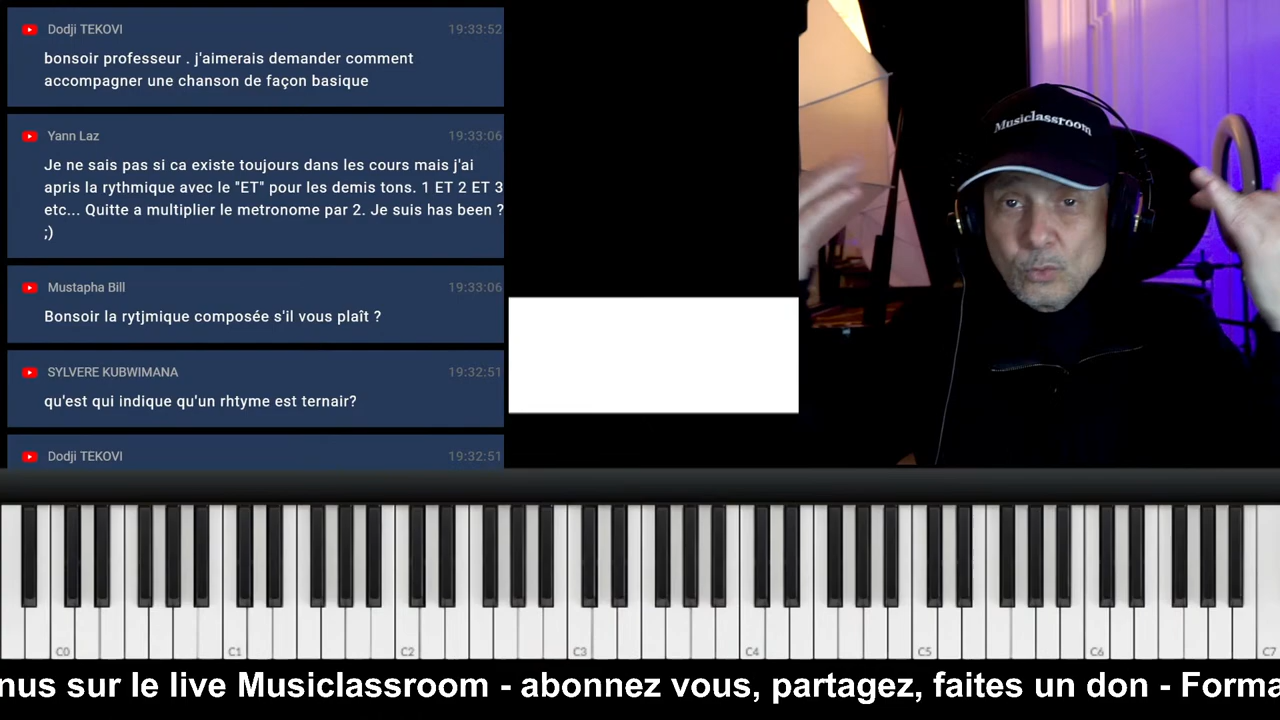 Dodji TEKOVI 19:33:52
bonsoir professeur . j'aimerais demander comment
accompagner une chanson de façon basique
Yann Laz 19:33:06
Je ne sais pas si ca existe toujours dans les cours mais j'ai
apris la rythmique avec le "ET" pour les demis tons. 1 ET 2 ET 3
etc... Quitte a multiplier le metronome par 2. Je suis has been ?
;)
Mustapha Bill 19:33:06
Bonsoir la rytjmique composée s'il vous plaît ?
SYLVERE KUBWIMANA 19:32:51
qu'est qui indique qu'un rhtyme est ternair?
Dodji TEKOVI 19:32:51
Musiclassroom
C0 C1 C2 C3 C4 C5 C6 C7
nus sur le live Musiclassroom - abonnez vous, partagez, faites un don - Forma